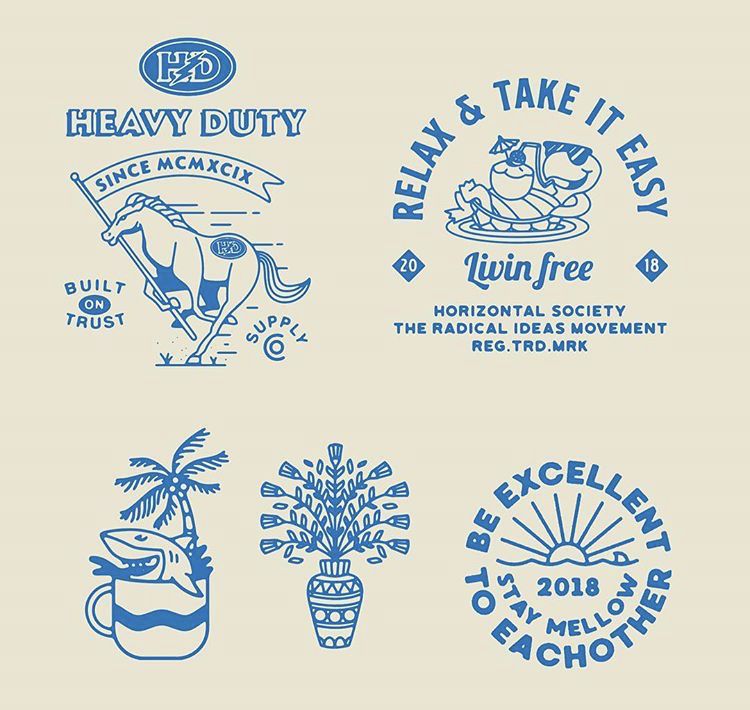 HD
HEAVY DUTY
SINCE MCMXCIX
HD
BUILT
ON
TRUST
SUPPLY
CO
RELAX & TAKE IT EASY
20
18
Livin free
HORIZONTAL SOCIETY
THE RADICAL IDEAS MOVEMENT
REG.TRD.MRK
BE EXCELLENT
2018
STAY MELLOW
TO EACHOTHER